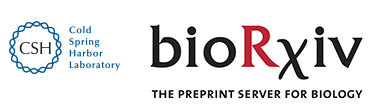 CSH
Cold
Spring
Harbor
Laboratory
bioRχiv
THE PREPRINT SERVER FOR BIOLOGY